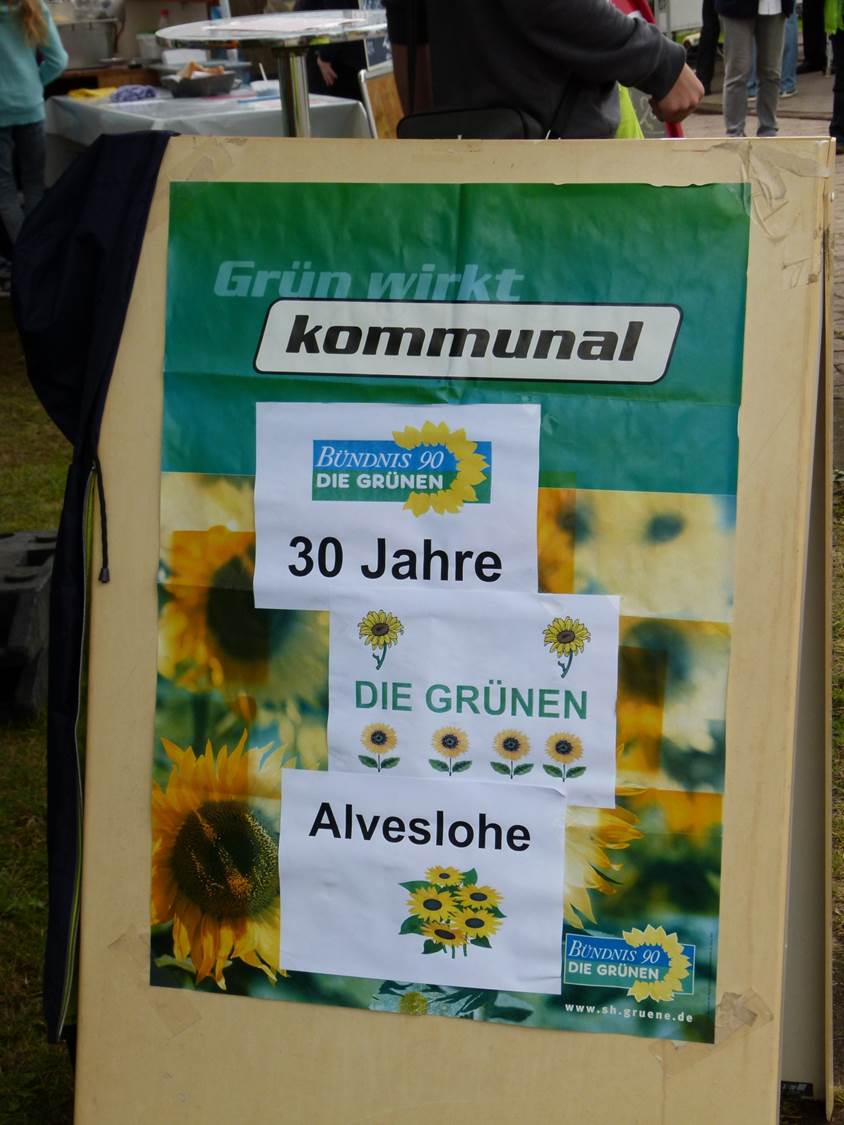 Grün wirkt
kommunal
BÜNDNIS 90
DIE GRÜNEN
30 Jahre
DIE GRÜNEN
Alveslohe
BÜNDNIS 90
DIE GRÜNEN
www.sh.gruene.de